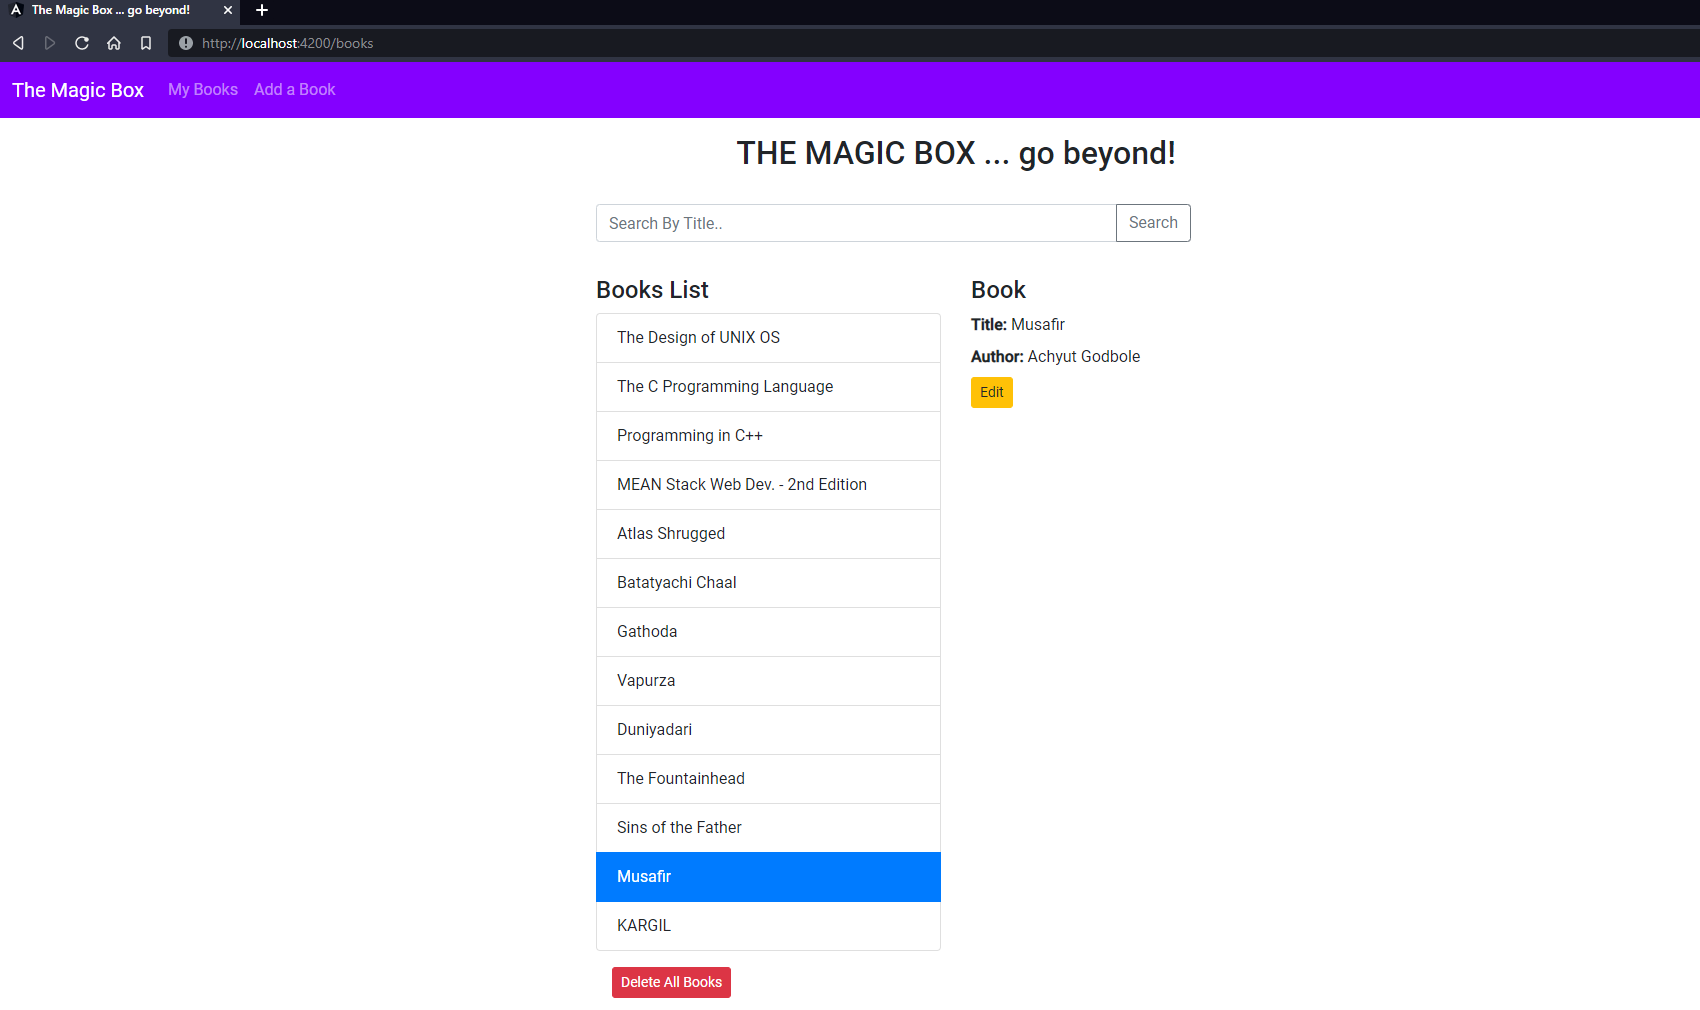 The Magic Box ... go beyond!
http://localhost:4200/books
The Magic Box My Books Add a Book
THE MAGIC BOX ... go beyond!
Search By Title.. Search
Books List
The Design of UNIX OS
The C Programming Language
Programming in C++
MEAN Stack Web Dev. - 2nd Edition
Atlas Shrugged
Batatyachi Chaal
Gathoda
Vapurza
Duniyadari
The Fountainhead
Sins of the Father
Musafir
KARGIL
Delete All Books
Book
Title: Musafir
Author: Achyut Godbole
Edit